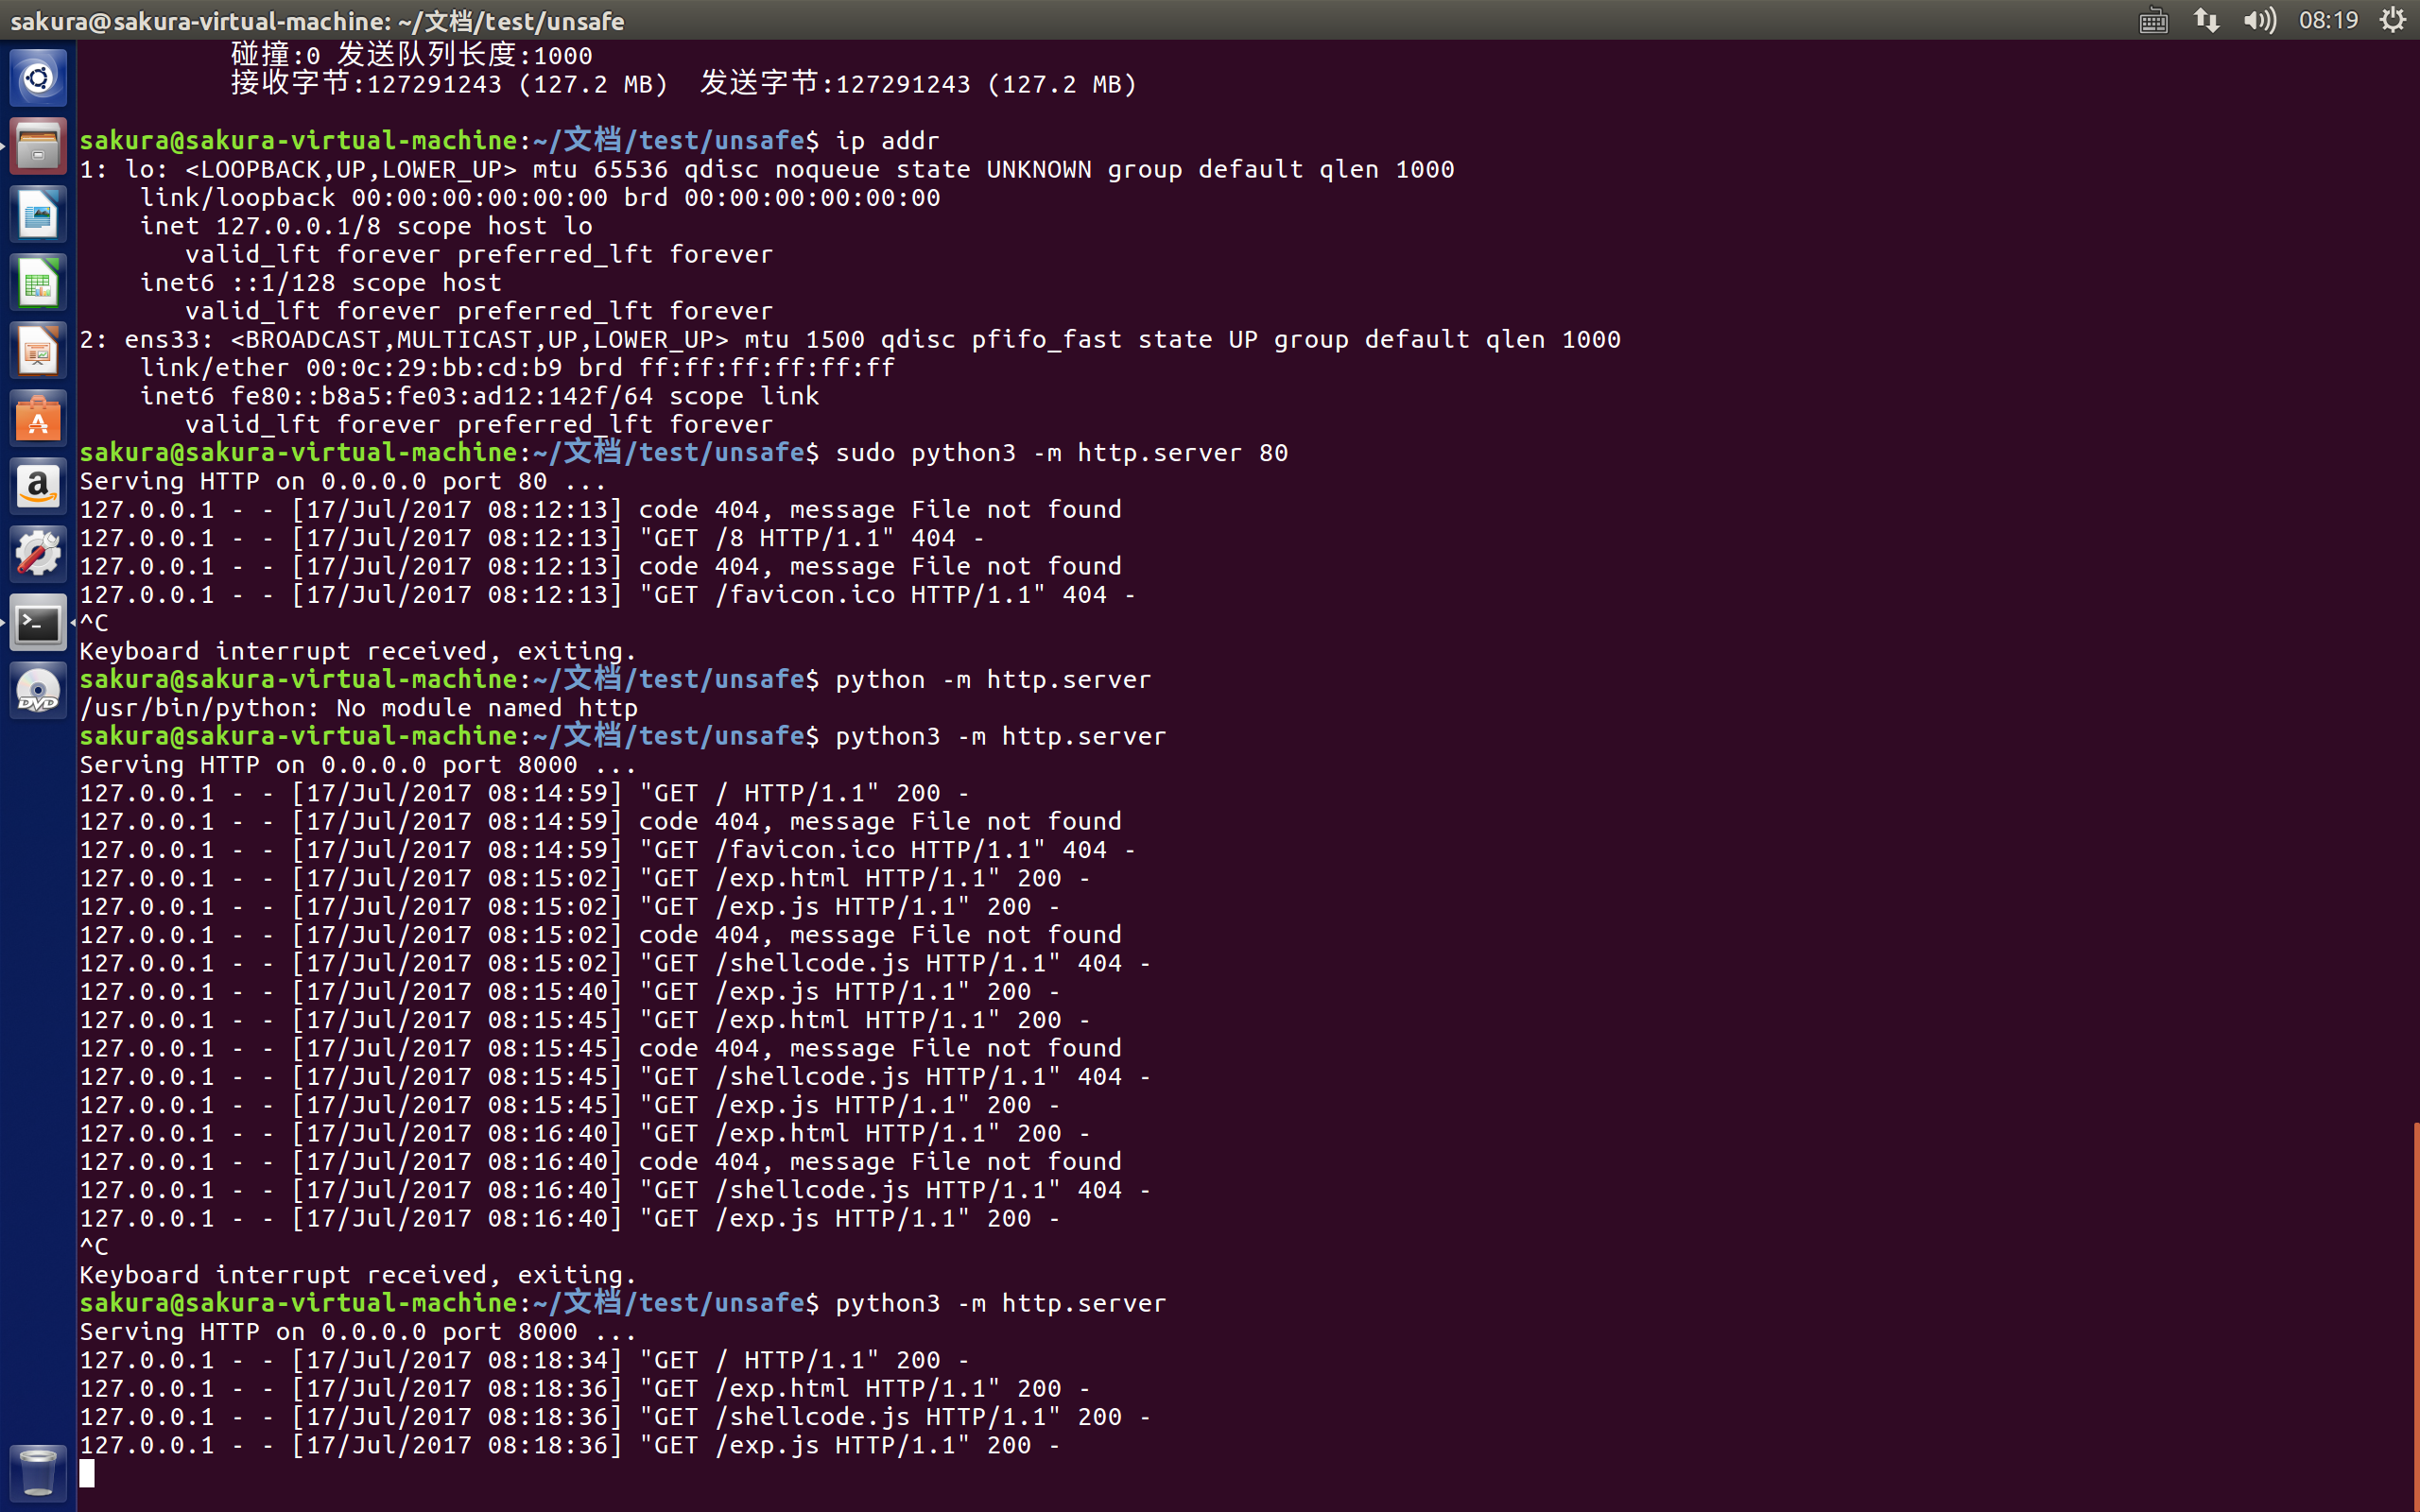 sakura@sakura-virtual-machine: ~/文档/test/unsafe
08:19
碰撞:0 发送队列长度:1000
接收字节:127291243 (127.2 MB)  发送字节:127291243 (127.2 MB)
sakura@sakura-virtual-machine:~/文档/test/unsafe$ ip addr
1: lo: <LOOPBACK,UP,LOWER_UP> mtu 65536 qdisc noqueue state UNKNOWN group default qlen 1000
    link/loopback 00:00:00:00:00:00 brd 00:00:00:00:00:00
    inet 127.0.0.1/8 scope host lo
       valid_lft forever preferred_lft forever
    inet6 ::1/128 scope host
       valid_lft forever preferred_lft forever
2: ens33: <BROADCAST,MULTICAST,UP,LOWER_UP> mtu 1500 qdisc pfifo_fast state UP group default qlen 1000
    link/ether 00:0c:29:bb:cd:b9 brd ff:ff:ff:ff:ff:ff
    inet6 fe80::b8a5:fe03:ad12:142f/64 scope link
       valid_lft forever preferred_lft forever
sakura@sakura-virtual-machine:~/文档/test/unsafe$ sudo python3 -m http.server 80
Serving HTTP on 0.0.0.0 port 80 ...
127.0.0.1 - - [17/Jul/2017 08:12:13] code 404, message File not found
127.0.0.1 - - [17/Jul/2017 08:12:13] "GET /8 HTTP/1.1" 404 -
127.0.0.1 - - [17/Jul/2017 08:12:13] code 404, message File not found
127.0.0.1 - - [17/Jul/2017 08:12:13] "GET /favicon.ico HTTP/1.1" 404 -
^C
Keyboard interrupt received, exiting.
sakura@sakura-virtual-machine:~/文档/test/unsafe$ python -m http.server
/usr/bin/python: No module named http
sakura@sakura-virtual-machine:~/文档/test/unsafe$ python3 -m http.server
Serving HTTP on 0.0.0.0 port 8000 ...
127.0.0.1 - - [17/Jul/2017 08:14:59] "GET / HTTP/1.1" 200 -
127.0.0.1 - - [17/Jul/2017 08:14:59] code 404, message File not found
127.0.0.1 - - [17/Jul/2017 08:14:59] "GET /favicon.ico HTTP/1.1" 404 -
127.0.0.1 - - [17/Jul/2017 08:15:02] "GET /exp.html HTTP/1.1" 200 -
127.0.0.1 - - [17/Jul/2017 08:15:02] "GET /exp.js HTTP/1.1" 200 -
127.0.0.1 - - [17/Jul/2017 08:15:02] code 404, message File not found
127.0.0.1 - - [17/Jul/2017 08:15:02] "GET /shellcode.js HTTP/1.1" 404 -
127.0.0.1 - - [17/Jul/2017 08:15:40] "GET /exp.js HTTP/1.1" 200 -
127.0.0.1 - - [17/Jul/2017 08:15:45] "GET /exp.html HTTP/1.1" 200 -
127.0.0.1 - - [17/Jul/2017 08:15:45] code 404, message File not found
127.0.0.1 - - [17/Jul/2017 08:15:45] "GET /shellcode.js HTTP/1.1" 404 -
127.0.0.1 - - [17/Jul/2017 08:15:45] "GET /exp.js HTTP/1.1" 200 -
127.0.0.1 - - [17/Jul/2017 08:16:40] "GET /exp.html HTTP/1.1" 200 -
127.0.0.1 - - [17/Jul/2017 08:16:40] code 404, message File not found
127.0.0.1 - - [17/Jul/2017 08:16:40] "GET /shellcode.js HTTP/1.1" 404 -
127.0.0.1 - - [17/Jul/2017 08:16:40] "GET /exp.js HTTP/1.1" 200 -
^C
Keyboard interrupt received, exiting.
sakura@sakura-virtual-machine:~/文档/test/unsafe$ python3 -m http.server
Serving HTTP on 0.0.0.0 port 8000 ...
127.0.0.1 - - [17/Jul/2017 08:18:34] "GET / HTTP/1.1" 200 -
127.0.0.1 - - [17/Jul/2017 08:18:36] "GET /exp.html HTTP/1.1" 200 -
127.0.0.1 - - [17/Jul/2017 08:18:36] "GET /shellcode.js HTTP/1.1" 200 -
127.0.0.1 - - [17/Jul/2017 08:18:36] "GET /exp.js HTTP/1.1" 200 -
a
>_
DVD